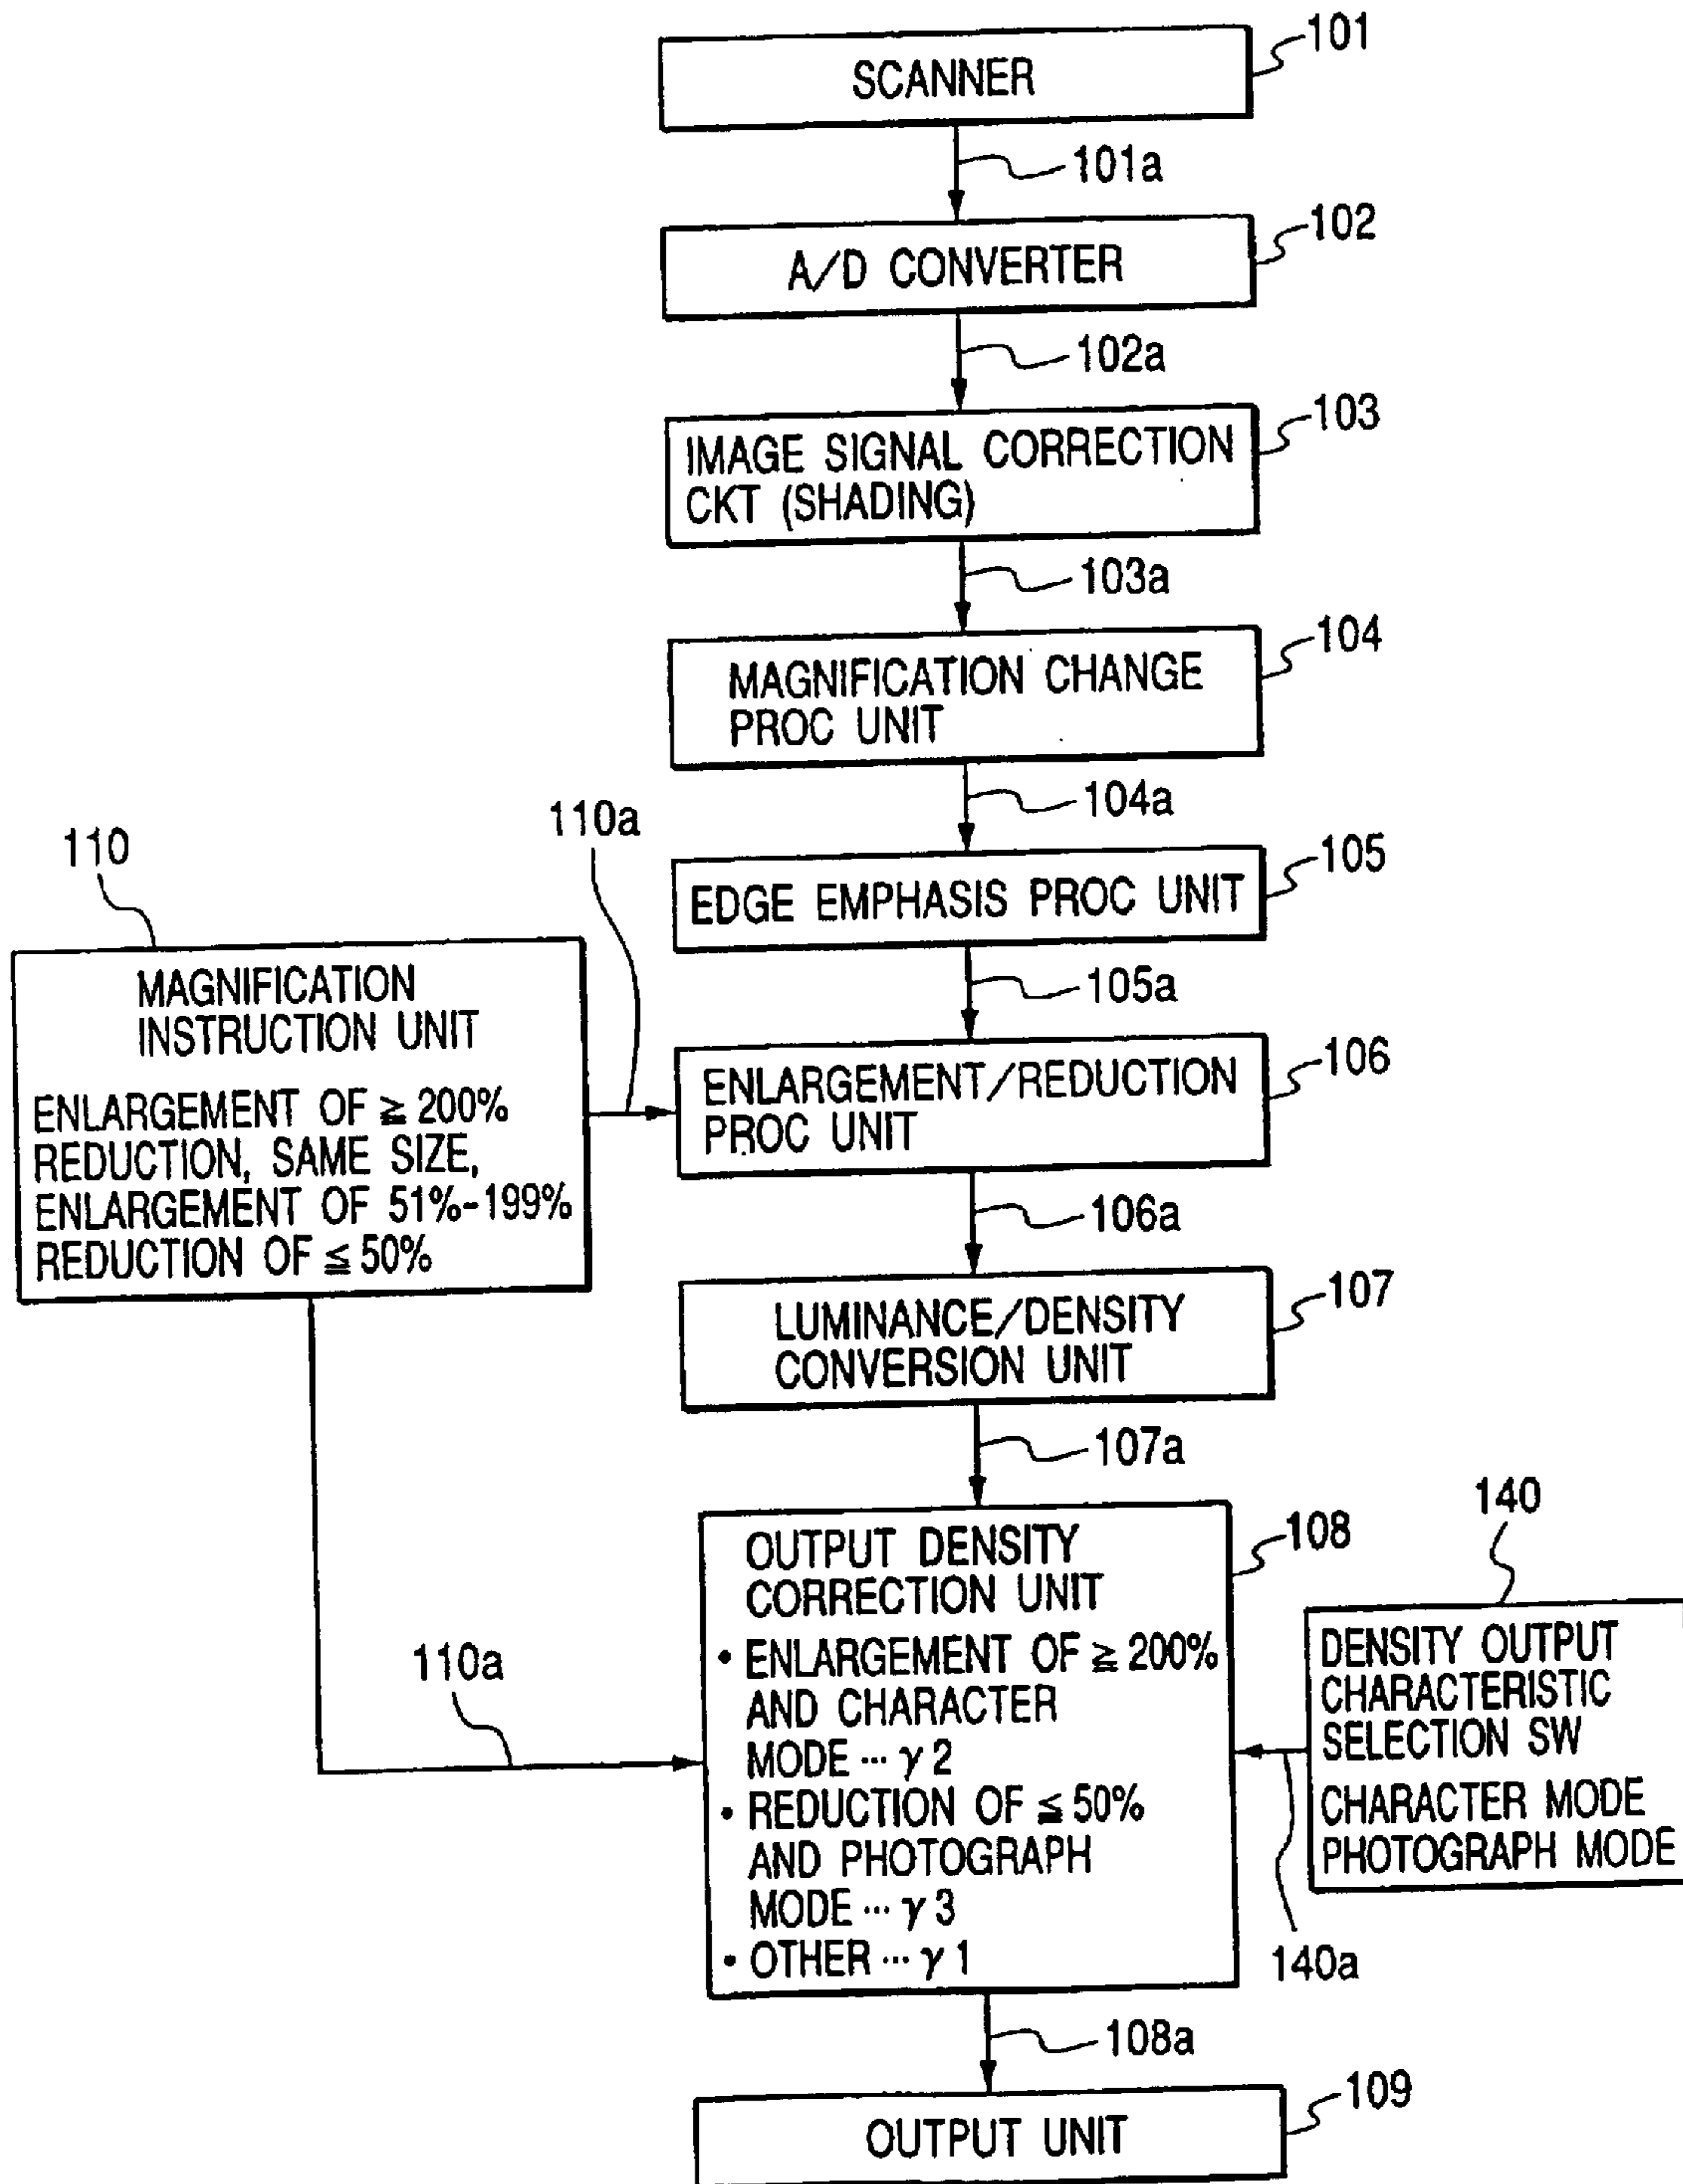 SCANNER
101
101a
A/D CONVERTER
102
102a
IMAGE SIGNAL CORRECTION
CKT (SHADING)
103
103a
MAGNIFICATION CHANGE
PROC UNIT
104
104a
EDGE EMPHASIS PROC UNIT
105
105a
110
MAGNIFICATION
INSTRUCTION UNIT
ENLARGEMENT OF ≧ 200%
REDUCTION, SAME SIZE,
ENLARGEMENT OF 51%-199%
REDUCTION OF ≦ 50%
110a
ENLARGEMENT/REDUCTION
PROC UNIT
106
106a
LUMINANCE/DENSITY
CONVERSION UNIT
107
107a
110a
OUTPUT DENSITY
CORRECTION UNIT
• ENLARGEMENT OF ≧ 200%
AND CHARACTER
MODE ··· γ 2
• REDUCTION OF ≦ 50%
AND PHOTOGRAPH
MODE ··· γ 3
• OTHER ··· γ 1
108
140
DENSITY OUTPUT
CHARACTERISTIC
SELECTION SW
CHARACTER MODE
PHOTOGRAPH MODE
140a
108a
OUTPUT UNIT
109